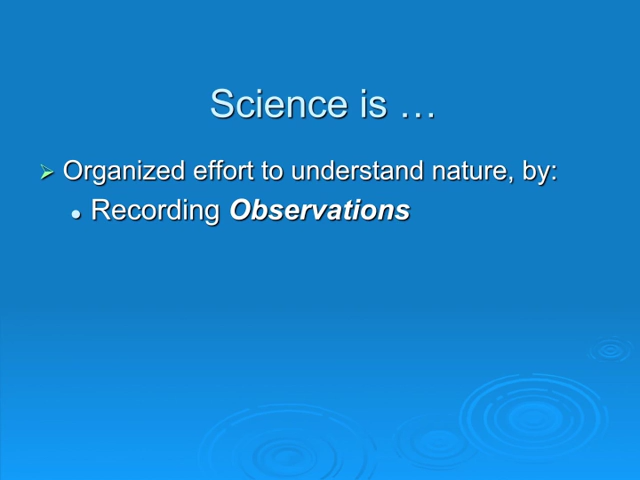 Science is …
Organized effort to understand nature, by:
Recording Observations